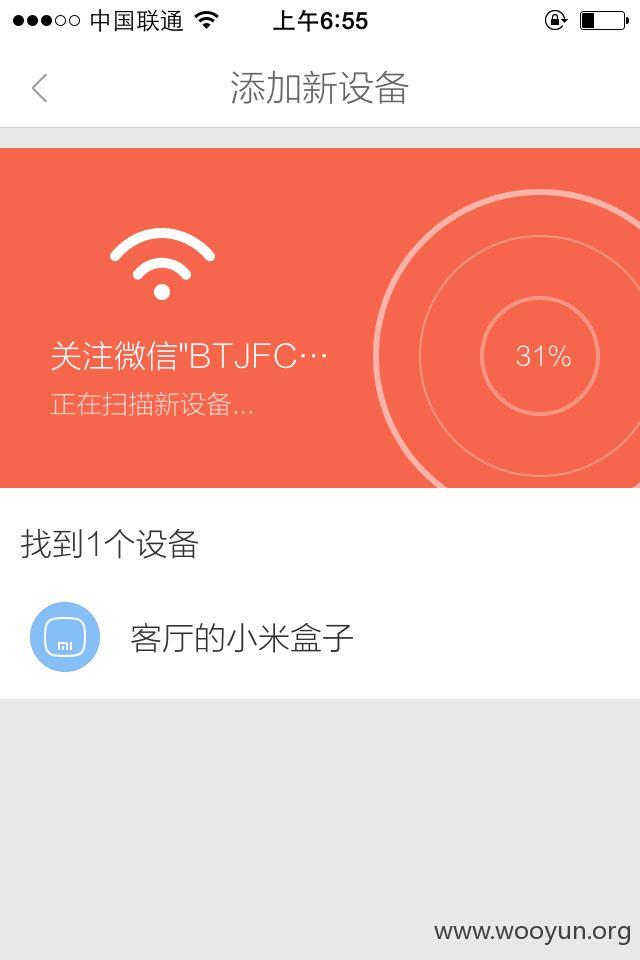 中国联通 上午6:55
添加新设备
关注微信"BTJFC…
正在扫描新设备...
31%
找到1个设备
mi
客厅的小米盒子
www.wooyun.org